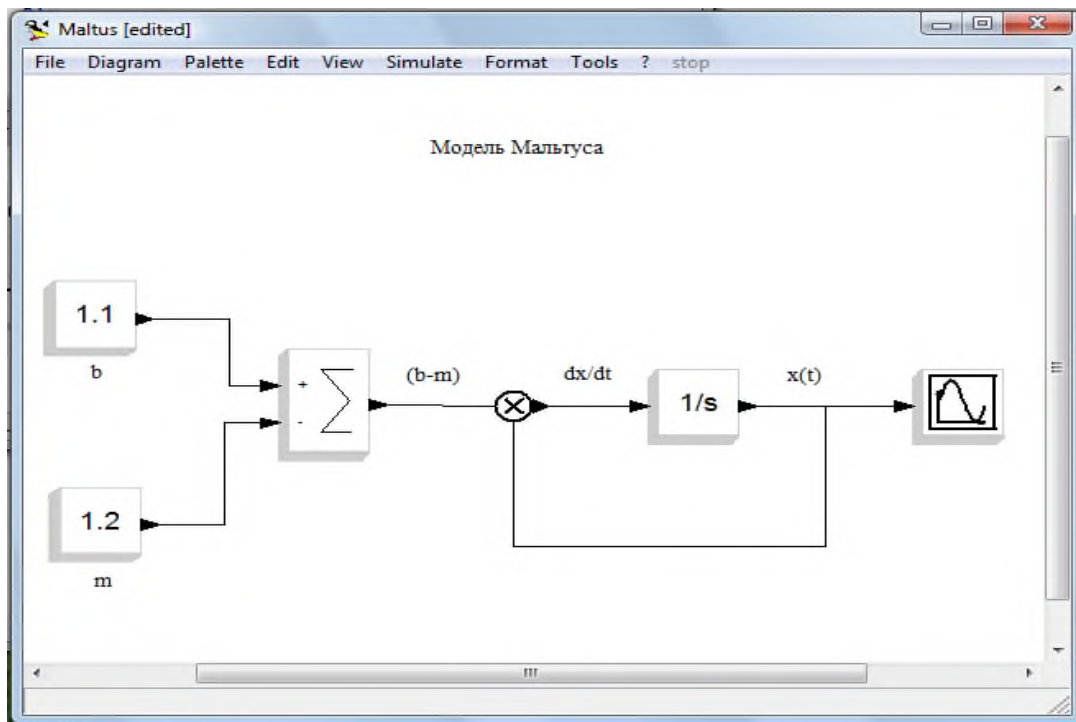 Maltus [edited]
File Diagram Palette Edit View Simulate Format Tools ? stop
Модель Мальтуса
1.1
b
+
-
(b-m)
dx/dt
1/s
x(t)
1.2
m